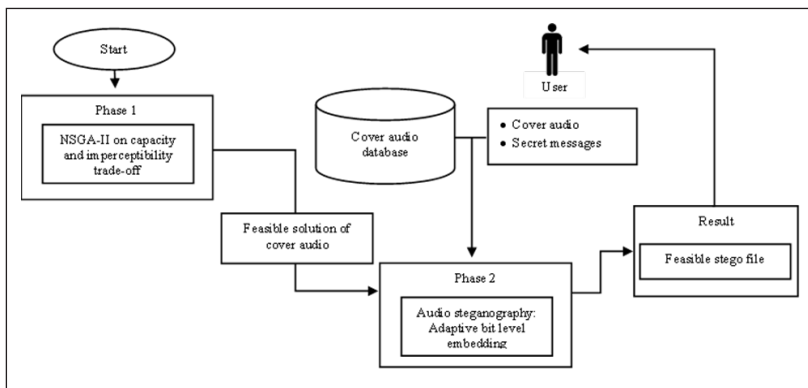 Start
Phase 1
NSGA-II on capacity
and imperceptibility
trade-off
Cover audio
database
User
• Cover audio
• Secret messages
Feasible solution of
cover audio
Phase 2
Audio steganography:
Adaptive bit level
embedding
Result
Feasible stego file